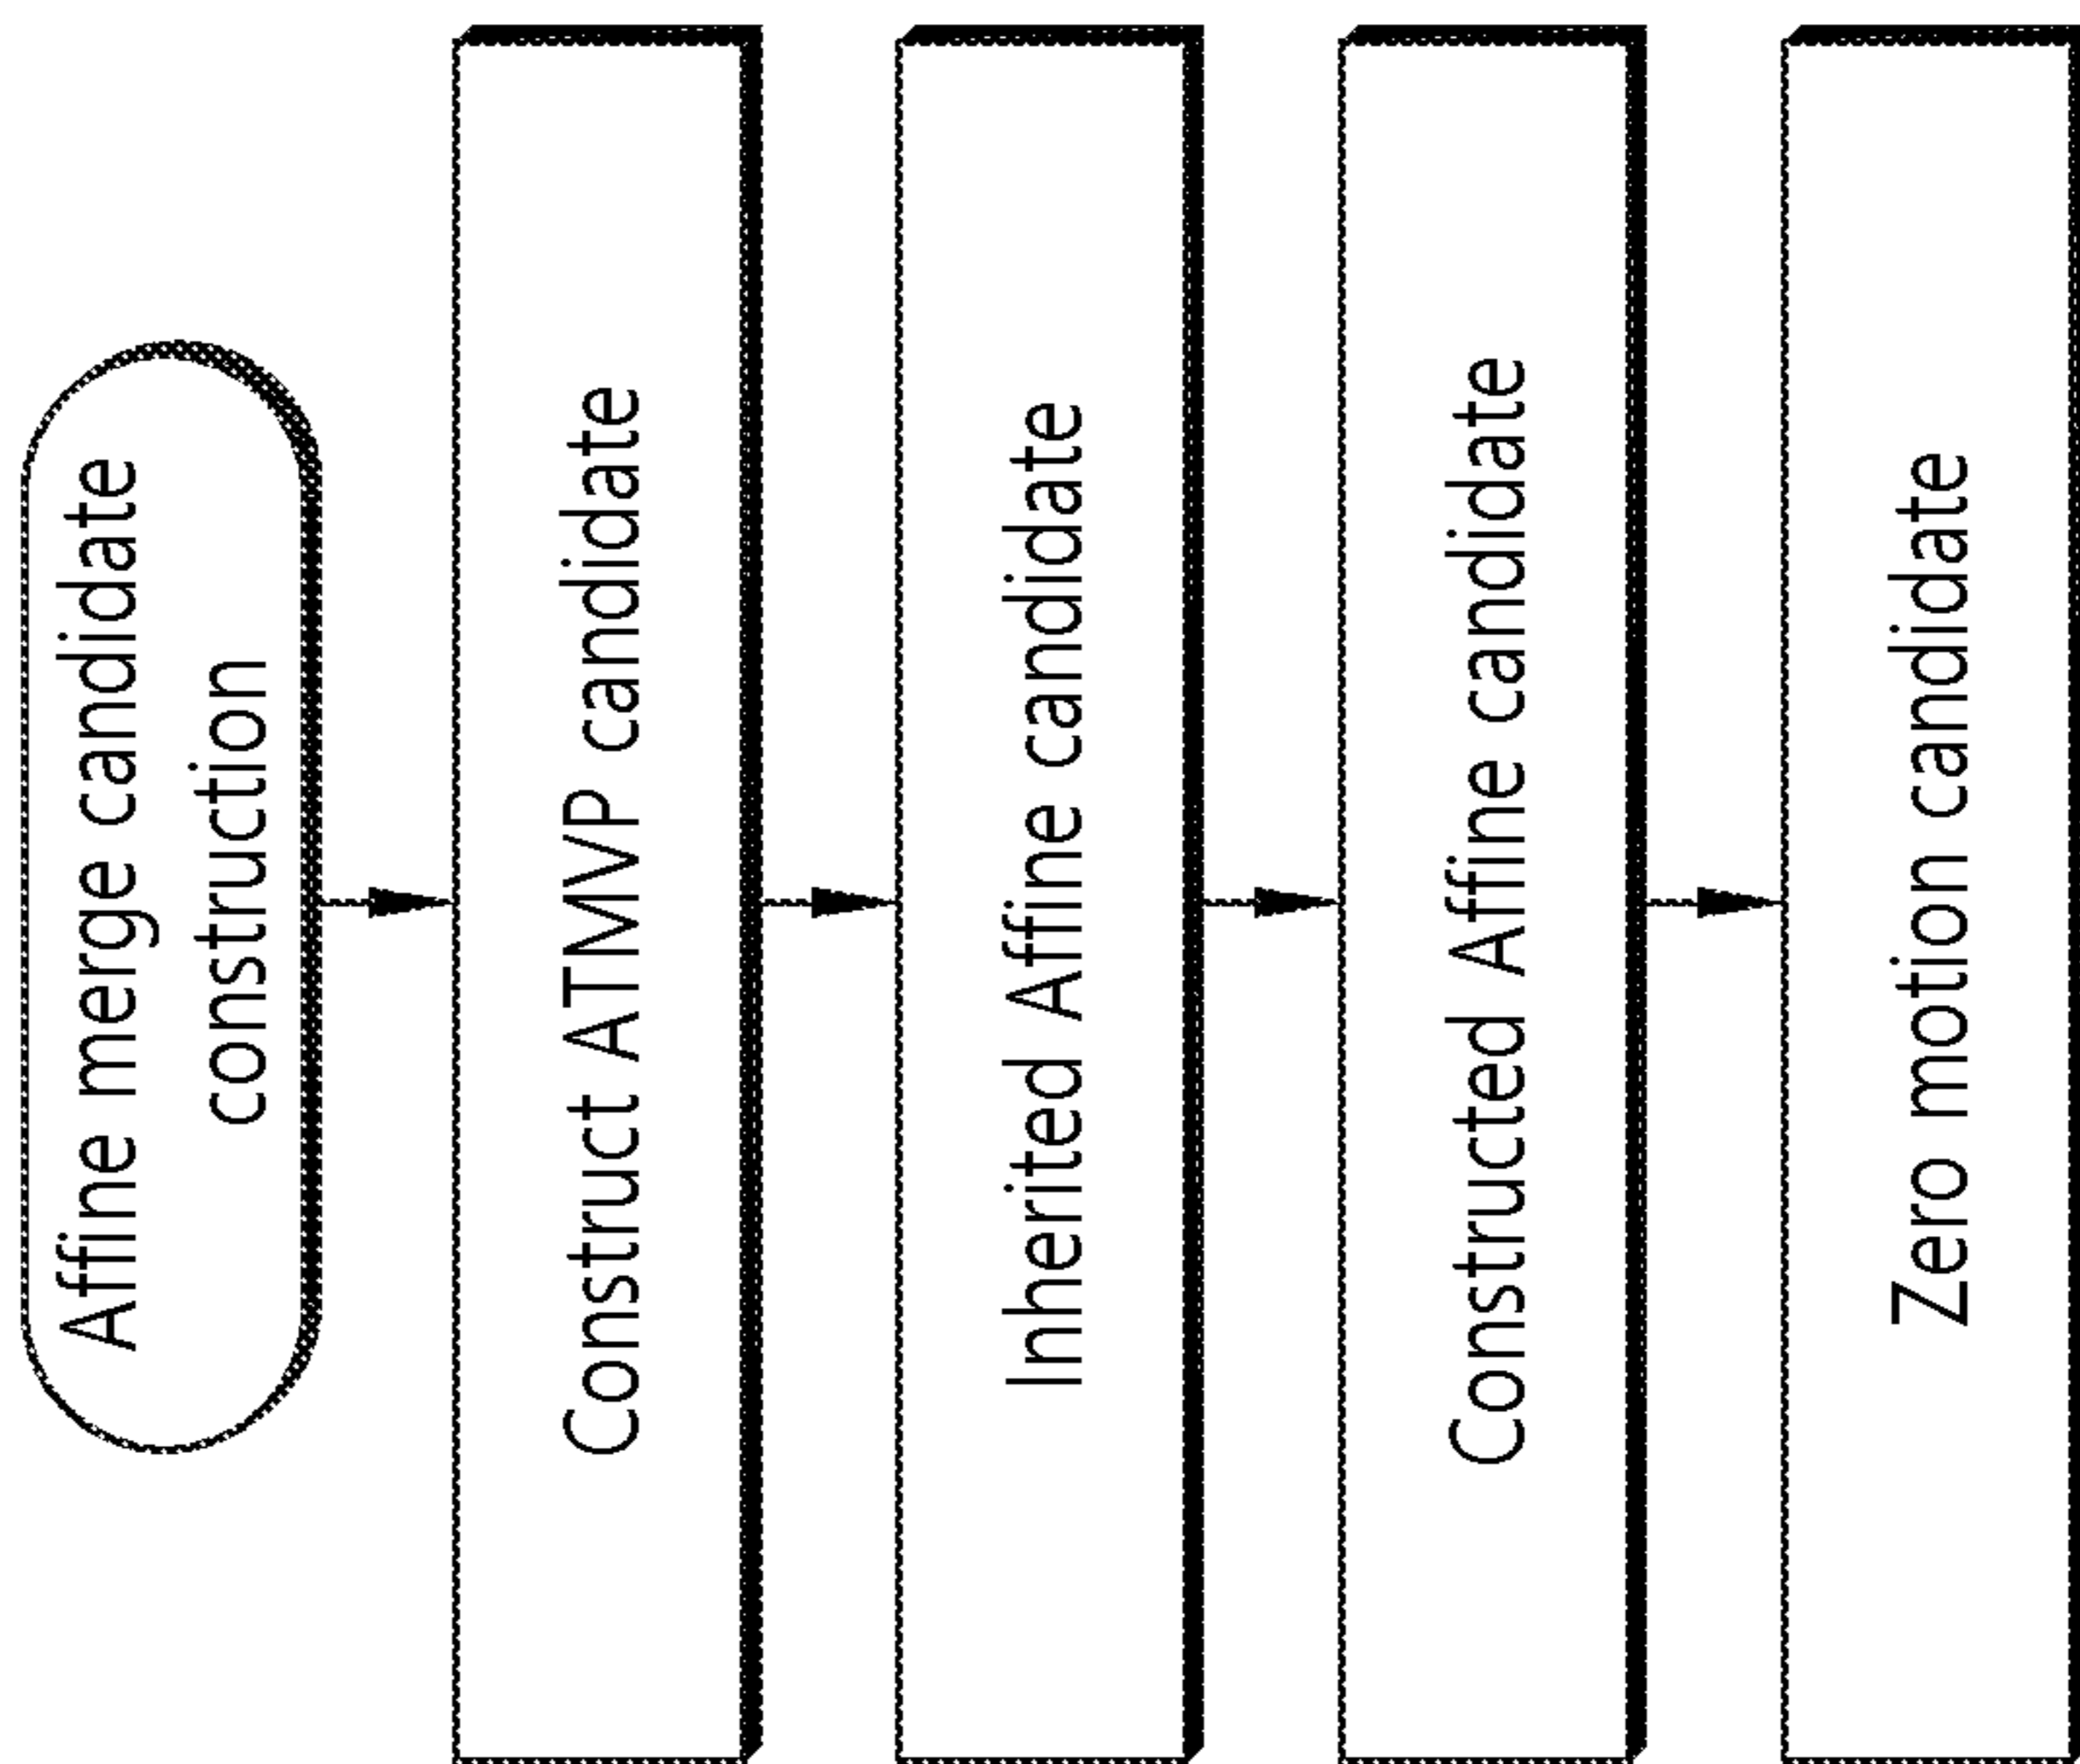 Affine merge candidate
construction
Construct ATMVP candidate
Inherited Affine candidate
Constructed Affine candidate
Zero motion candidate